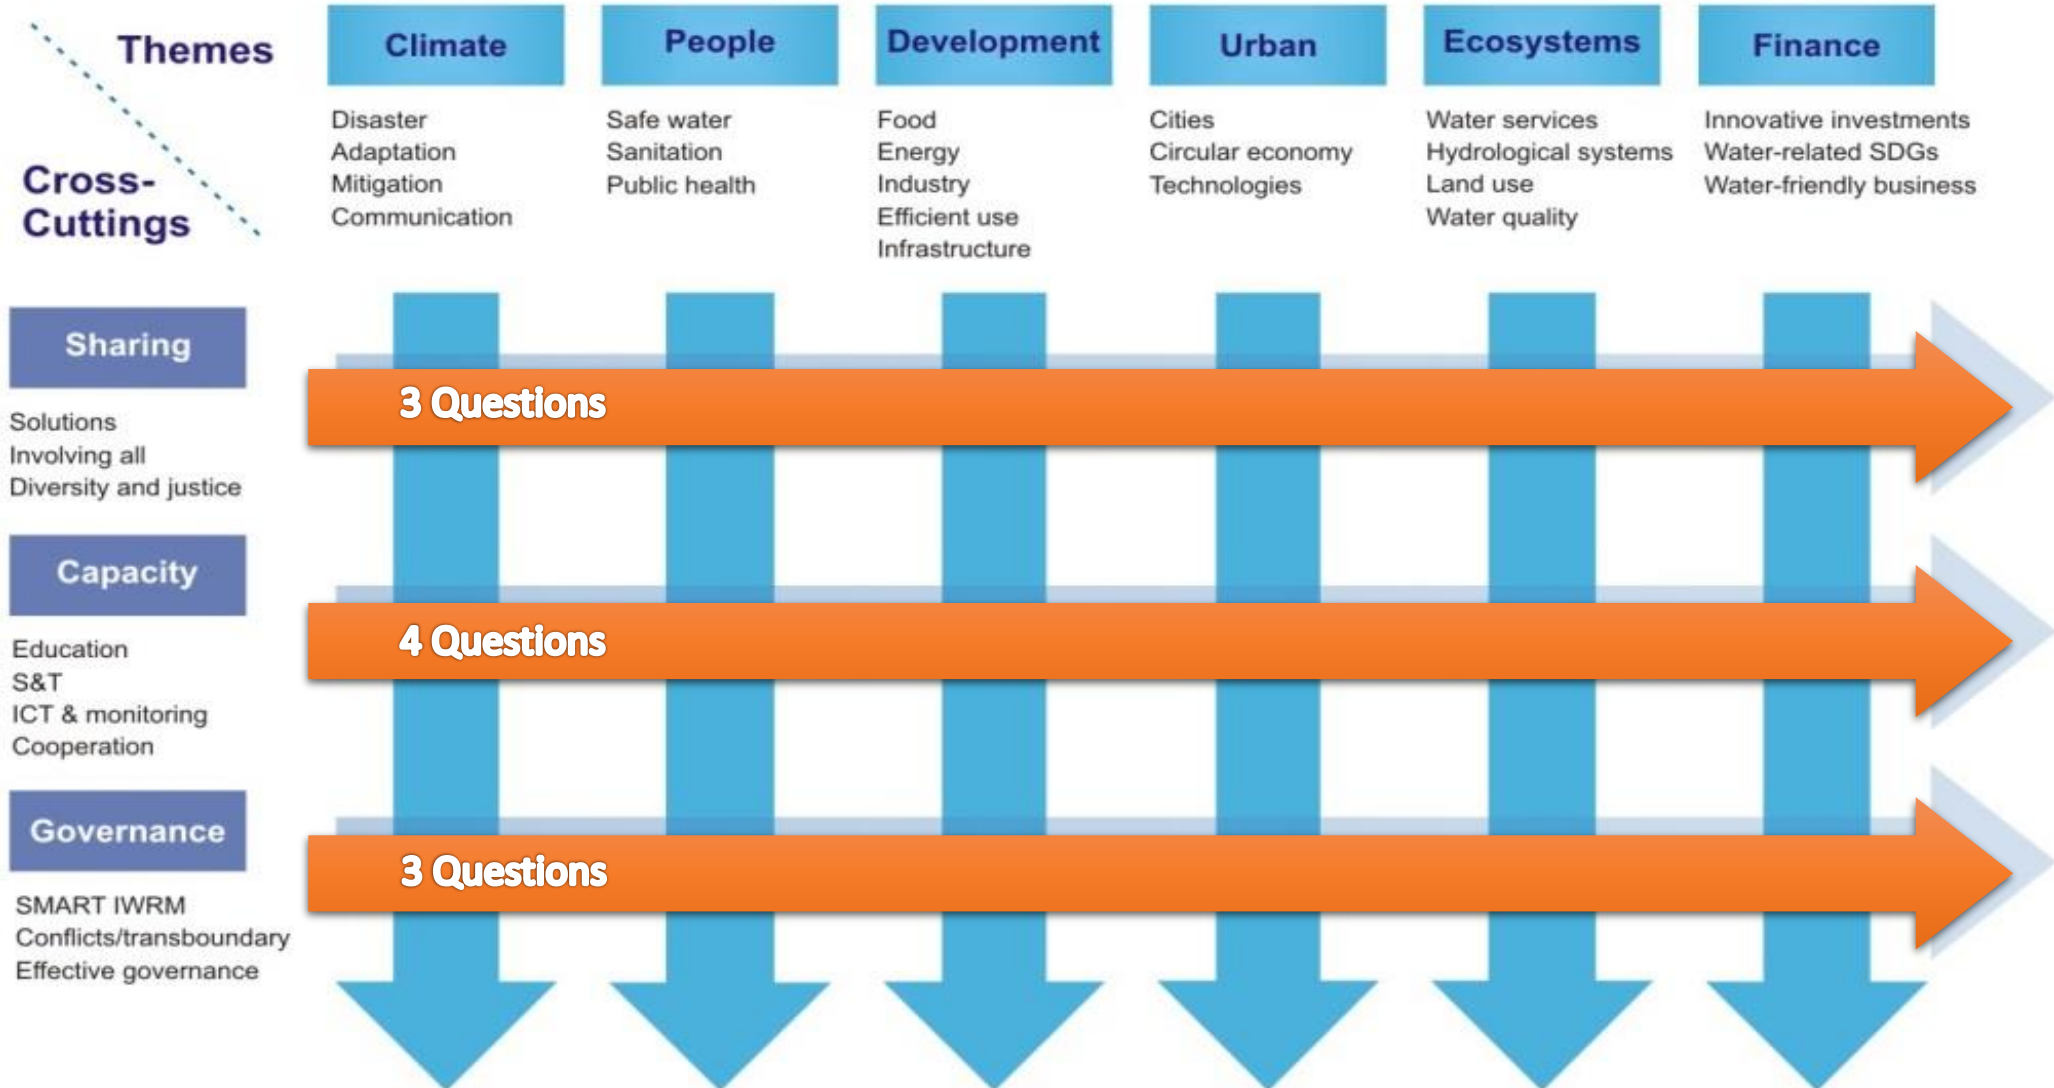 Themes
Cross-
Cuttings
Climate
Disaster
Adaptation
Mitigation
Communication
People
Safe water
Sanitation
Public health
Development
Food
Energy
Industry
Efficient use
Infrastructure
Urban
Cities
Circular economy
Technologies
Ecosystems
Water services
Hydrological systems
Land use
Water quality
Finance
Innovative investments
Water-related SDGs
Water-friendly business
Sharing
Solutions
Involving all
Diversity and justice
3 Questions
Capacity
Education
S&T
ICT & monitoring
Cooperation
4 Questions
Governance
SMART IWRM
Conflicts/transboundary
Effective governance
3 Questions